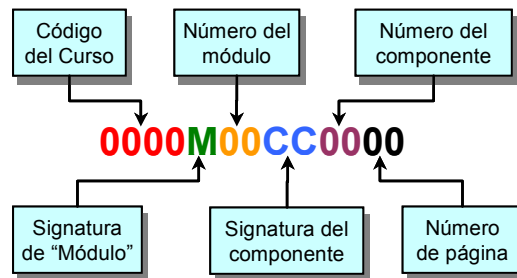 Código
del Curso
Número del
módulo
Número del
componente
0000M00CC0000
Signatura
de "Módulo"
Signatura del
componente
Número
de página